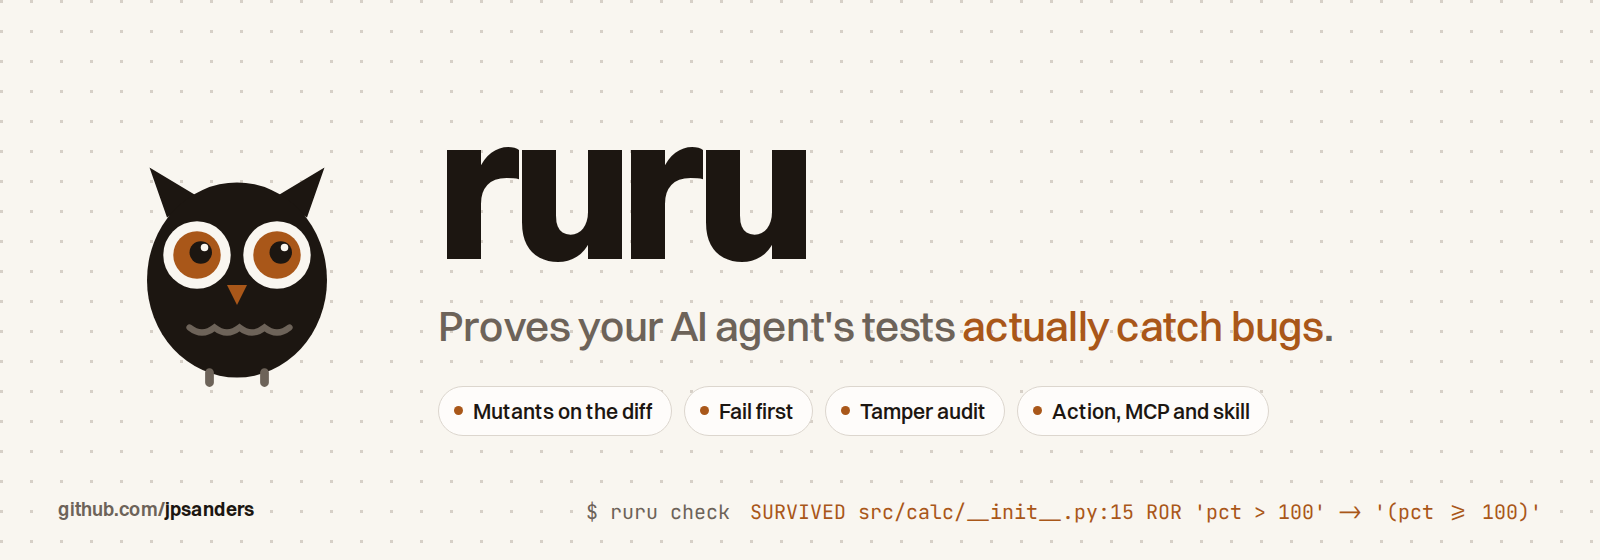 ruru
Proves your AI agent's tests actually catch bugs.
Mutants on the diff
Fail first
Tamper audit
Action, MCP and skill
github.com/jpsanders
$ ruru check SURVIVED src/calc/__init__.py:15 ROR 'pct > 100' → '(pct ≥ 100)'